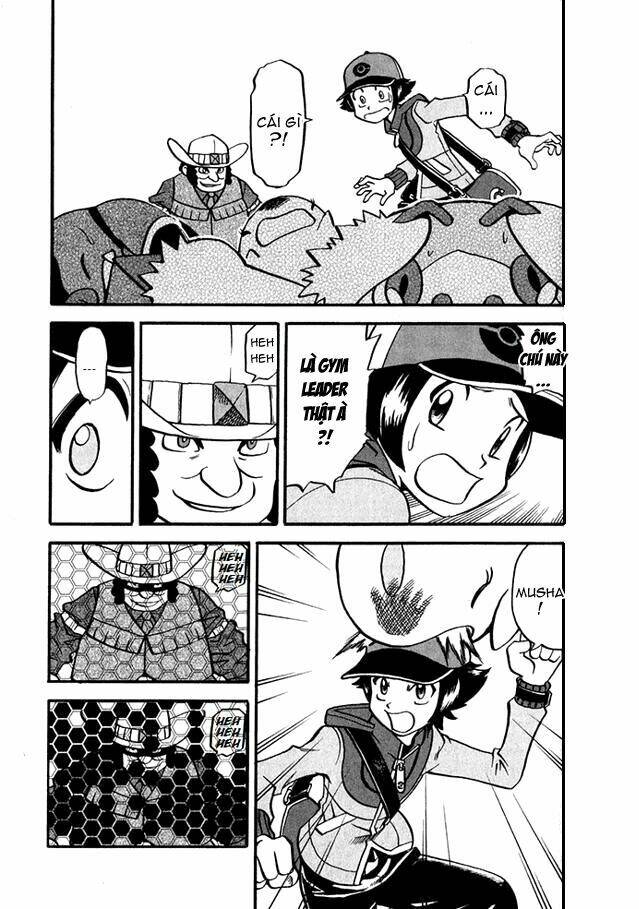 CÁI
...
CÁI GÌ
?!
ÔNG
CHÚ NÀY
...
LÀ GYM
LEADER
THẬT À
?!
HEH
HEH
...
MUSHA
!
HEH
HEH
HEH
HEH
HEH
HEH